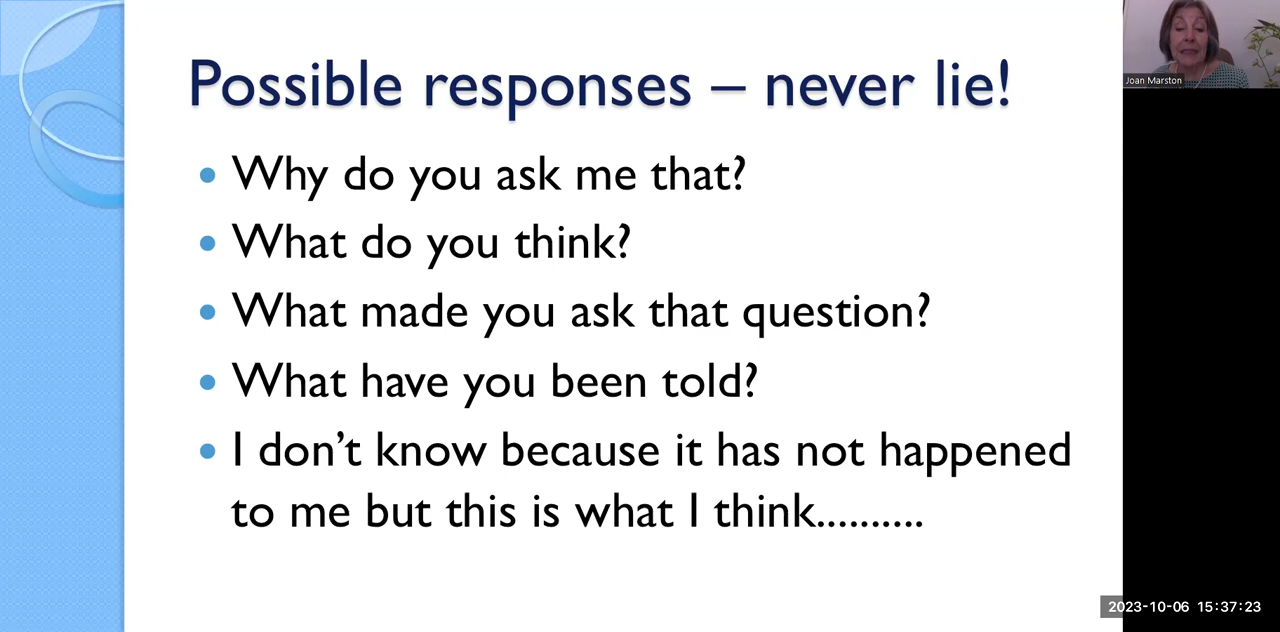 Possible responses – never lie!
Joan Marston
• Why do you ask me that?
• What do you think?
• What made you ask that question?
• What have you been told?
• I don’t know because it has not happened
to me but this is what I think..........
2023-10-06 15:37:23